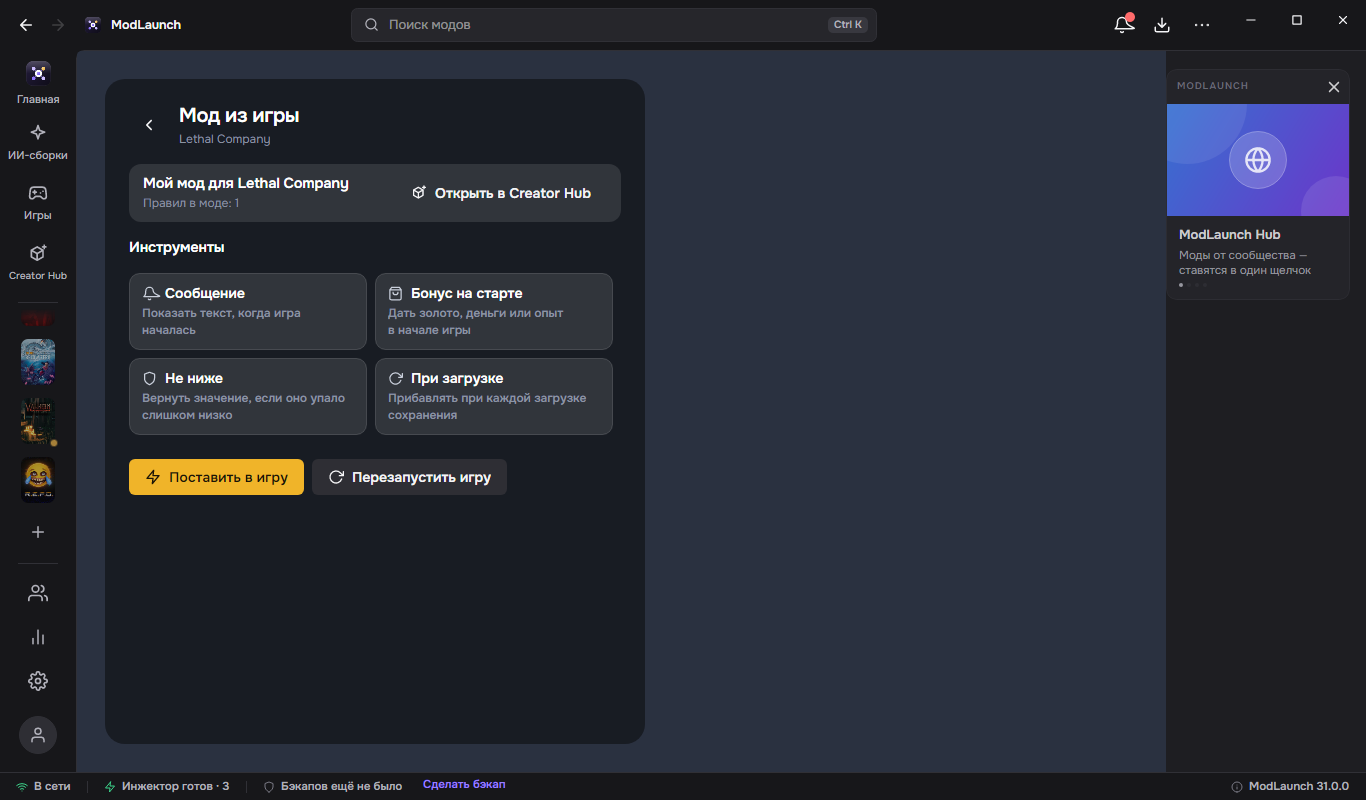 ModLaunch
Поиск модов
Ctrl K
Главная
ИИ-сборки
Игры
Creator Hub
Мод из игры
Lethal Company
Мой мод для Lethal Company
Правил в моде: 1
Открыть в Creator Hub
Инструменты
Сообщение
Показать текст, когда игра
началась
Бонус на старте
Дать золото, деньги или опыт
в начале игры
Не ниже
Вернуть значение, если оно упало
слишком низко
При загрузке
Прибавлять при каждой загрузке
сохранения
Поставить в игру
Перезапустить игру
MODLAUNCH
ModLaunch Hub
Моды от сообщества —
ставятся в один щелчок
В сети
Инжектор готов · 3
Бэкапов ещё не было
Сделать бэкап
ModLaunch 31.0.0